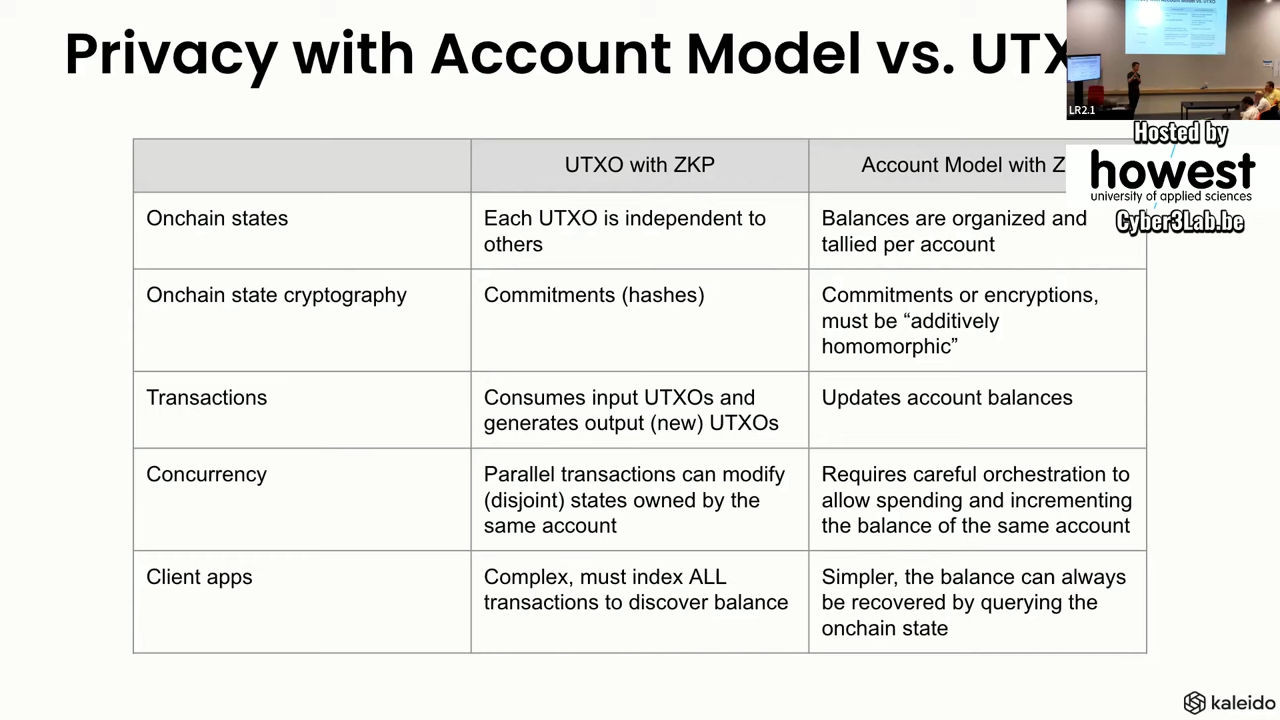 Privacy with Account Model vs. UTX
LR2.1
Hosted by
howest
university of applied sciences
Cyber3Lab.be
UTXO with ZKP
Account Model with Z
Onchain states
Each UTXO is independent to
others
Balances are organized and
tallied per account
Onchain state cryptography
Commitments (hashes)
Commitments or encryptions,
must be “additively
homomorphic”
Transactions
Consumes input UTXOs and
generates output (new) UTXOs
Updates account balances
Concurrency
Parallel transactions can modify
(disjoint) states owned by the
same account
Requires careful orchestration to
allow spending and incrementing
the balance of the same account
Client apps
Complex, must index ALL
transactions to discover balance
Simpler, the balance can always
be recovered by querying the
onchain state
kaleido